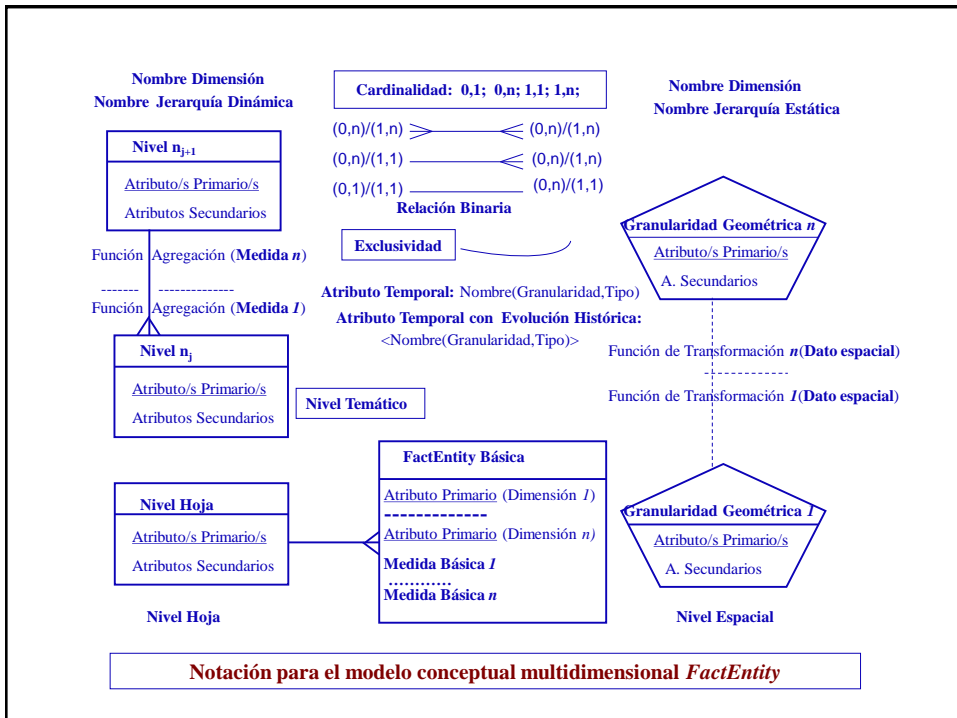 Nombre Dimensión
Nombre Jerarquía Dinámica
Nivel n_{j+1}
Atributo/s Primario/s
Atributos Secundarios
Función Agregación (Medida n)
------- --------------
Función Agregación (Medida 1)
Nivel n_j
Atributo/s Primario/s
Atributos Secundarios
Nivel Hoja
Atributo/s Primario/s
Atributos Secundarios
Nivel Hoja
Cardinalidad: 0,1; 0,n; 1,1; 1,n;
(0,n)/(1,n) (0,n)/(1,n)
(0,n)/(1,1) (0,n)/(1,n)
(0,1)/(1,1) (0,n)/(1,1)
Relación Binaria
Exclusividad
Atributo Temporal: Nombre(Granularidad,Tipo)
Atributo Temporal con Evolución Histórica:
<Nombre(Granularidad,Tipo)>
Nivel Temático
FactEntity Básica
Atributo Primario (Dimensión 1)
-------------
Atributo Primario (Dimensión n)
Medida Básica 1
............
Medida Básica n
Nombre Dimensión
Nombre Jerarquía Estática
Granularidad Geométrica n
Atributo/s Primario/s
A. Secundarios
Función de Transformación n(Dato espacial)
--------------
Función de Transformación 1(Dato espacial)
Granularidad Geométrica 1
Atributo/s Primario/s
A. Secundarios
Nivel Espacial
Notación para el modelo conceptual multidimensional FactEntity